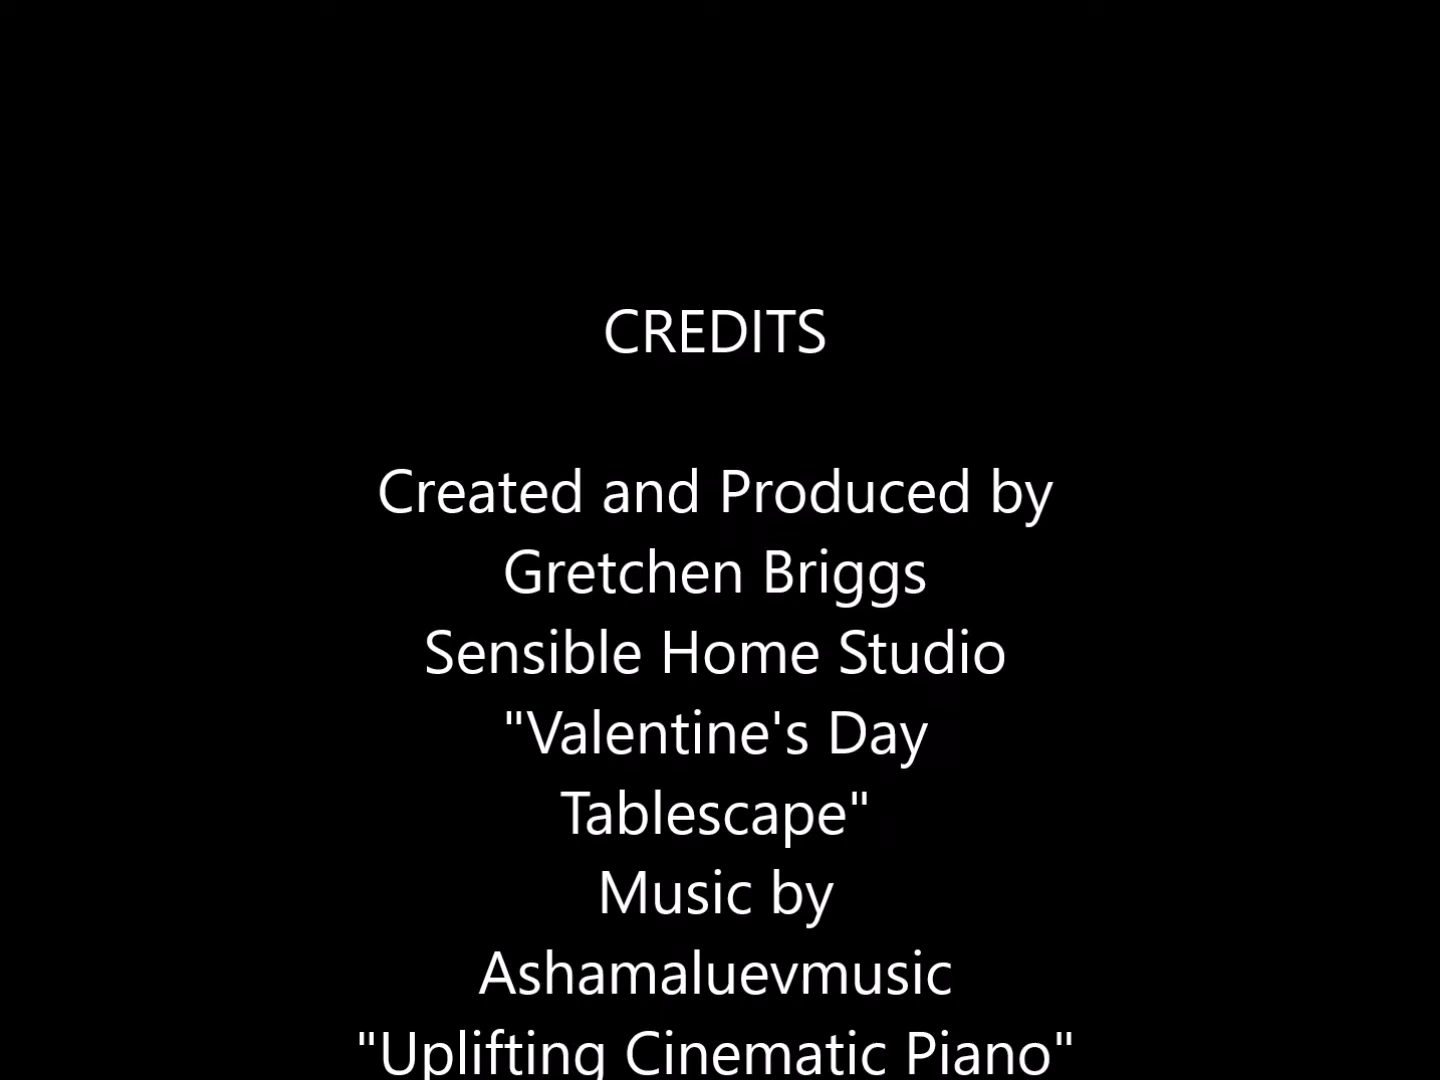 CREDITS
Created and Produced by
Gretchen Briggs
Sensible Home Studio
"Valentine's Day
Tablescape"
Music by
Ashamaluevmusic
"Uplifting Cinematic Piano"